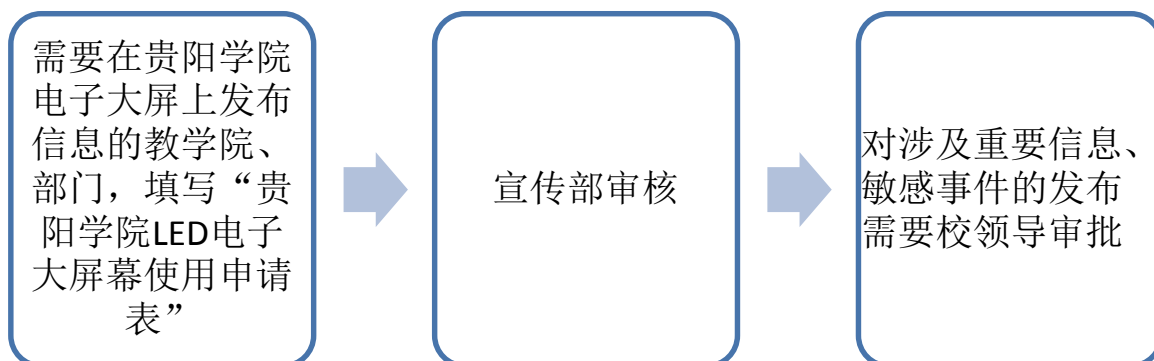 需要在贵阳学院
电子大屏上发布
信息的教学院、
部门，填写“贵
阳学院LED电子
大屏幕使用申请
表”
宣传部审核
对涉及重要信息、
敏感事件的发布
需要校领导审批